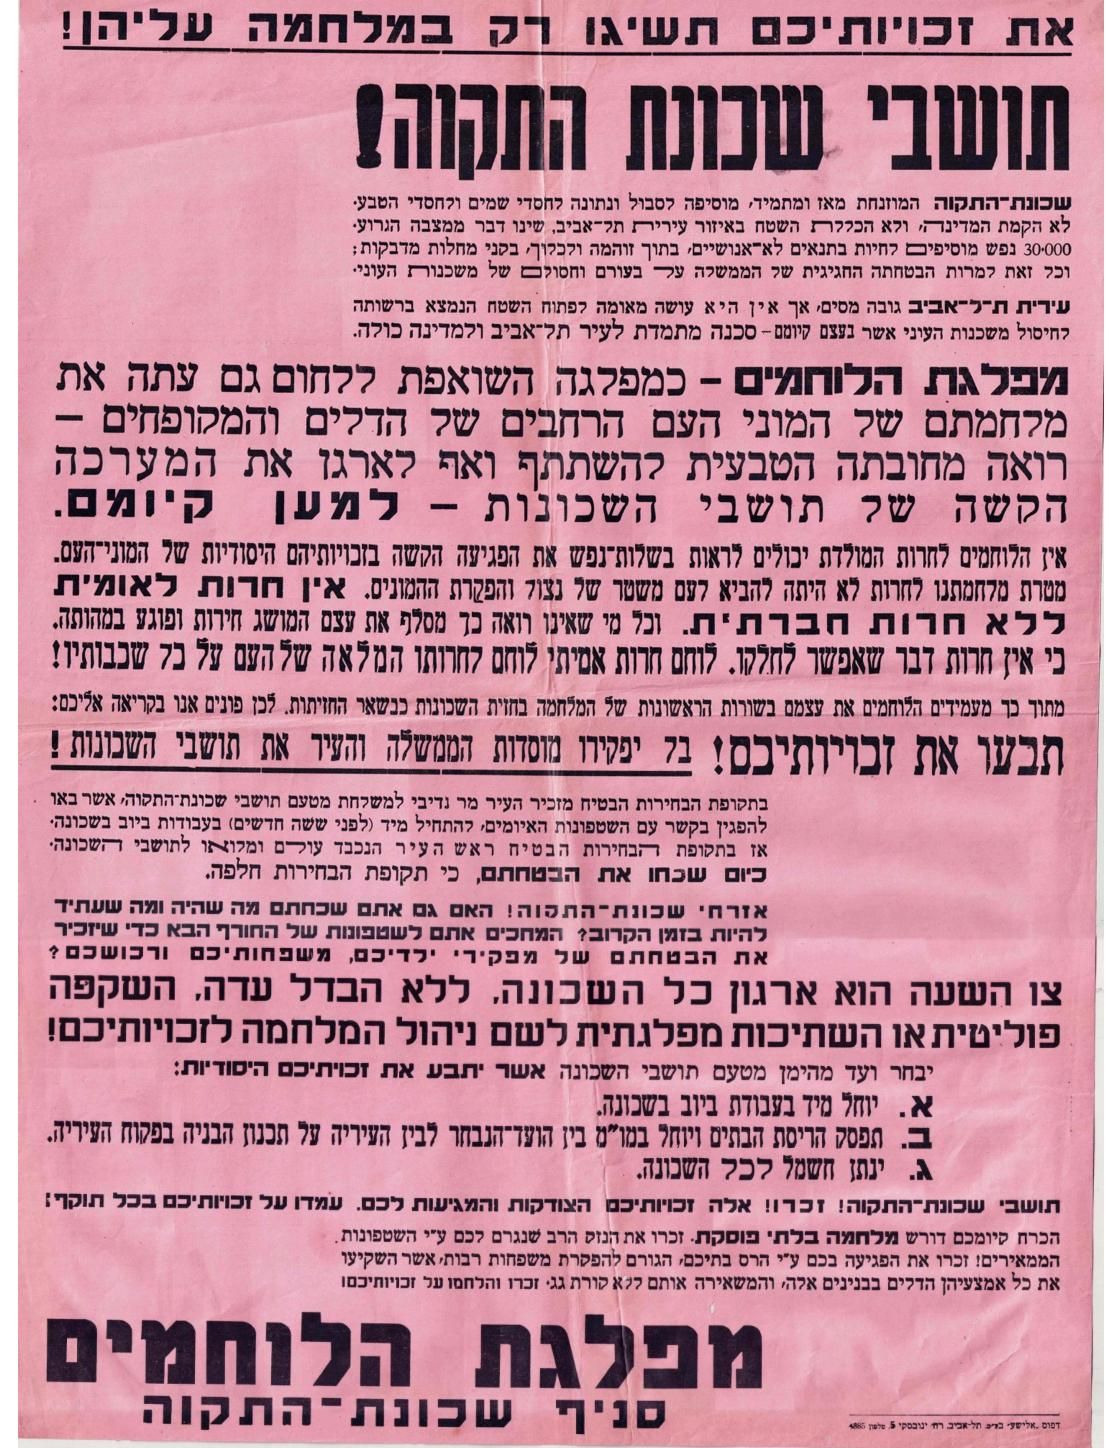 את זכויותיכם תשיגו רק במלחמה עליהן!
תושבי שכונת התקוה!
שכונת־התקוה המוזנחת מאז ומתמיד, מוסיפה לסבול ונתונה לחסדי שמים ולחסדי הטבע.
לא הקמת המדינה, ולא הכללת השטח באיזור עירית תל־אביב, שינו דבר ממצבה הגרוע.
30.000 נפש מוסיפים לחיות בתנאים לא־אנושיים, בתוך זוהמה ולכלוך, בקני מחלות מדבקות;
וכל זאת למרות הבטחתה החגיגית של הממשלה על בעורם וחסולם של משכנות העוני.
עירית ת־ל־אביב גובה מסים, אך אין היא עושה מאומה לפתוח השטח הנמצא ברשותה
לחיסול משכנות העוני אשר בעצם קיומם – סכנה מתמדת לעיר תל־אביב ולמדינה כולה.
מפלגת הלוחמים – כמפלגה השואפת ללחום גם עתה את
מלחמתם של המוני העם הרחבים של הדלים והמקופחים –
רואה מחובתה הטבעית להשתתף ואף לארגן את המערכה
הקשה של תושבי השכונות – למען קיומם.
אין הלוחמים לחרות המולדת יכולים לראות בשלות־נפש את הפגיעה הקשה בזכויותיהם היסודיות של המוני־העם.
מטרת מלחמתנו לחרות לא היתה להביא לעם משטר של נצול והפקרת ההמונים. אין חרות לאומית
ללא חרות חברתית. וכל מי שאינו רואה כך מסלף את עצם המושג חירות ופוגע במהותה.
כי אין חרות דבר שאפשר לחלקו. לוחם חרות אמיתי לוחם לחרותו המלאה של העם על כל שכבותיו!
מתוך כך מעמידים הלוחמים את עצמם בשורות הראשונות של המלחמה בחזית השכונות ככשאר החזיתות. לכן פונים אנו בקריאה אליכם:
תבעו את זכויותיכם! בל יפקירו מוסדות הממשלה והעיר את תושבי השכונות!
בתקופת הבחירות הבטיח מזכיר העיר מר נדיבי למשלחת מטעם תושבי שכונת־התקוה, אשר באו
להפגין בקשר עם השטפונות האיומים, להתחיל מיד (לפני ששה חדשים) בעבודות ביוב בשכונה.
אז בתקופת הבחירות הבטיח ראש העיר הנכבד עולם ומלואו לתושבי השכונה.
כיום שכחו את הבטחתם, כי תקופת הבחירות חלפה.
אזרחי שכונת־התקוה! האם גם אתם שכחתם מה שהיה ומה שעתיד
להיות בזמן הקרוב? המחכים אתם לשטפונות של החורף הבא כדי שיזכיר
את הבטחתם של מפקירי ילדיכם, משפחותיכם ורכושכם?
צו השעה הוא ארגון כל השכונה, ללא הבדל עדה, השקפה
פוליטית או השתיכות מפלגתית לשם ניהול המלחמה לזכויותיכם!
יבחר ועד מהימן מטעם תושבי השכונה אשר יתבע את זכויתיכם היסודיות:
א. יוחל מיד בעבודת ביוב בשכונה.
ב. תפסק הריסת הבתים ויוחל במו"מ בין הועד־הנבחר לבין העיריה על תכנון הבניה בפקוח העיריה.
ג. ינתן חשמל לכל השכונה.
תושבי שכונת־התקוה! זכרו! אלה זכויותיכם הצודקות והמגיעות לכם. עמדו על זכויותיכם בכל תוקף!
הכרח קיומכם דורש מלחמה בלתי פוסקת. זכרו את הנזק הרב שנגרם לכם ע"י השטפונות
הממאירים! זכרו את הפגיעה בכם ע"י הרס בתיכם, הגורם להפקרת משפחות רבות, אשר השקיעו
את כל אמצעיהן הדלים בבנינים אלה, והמשאירה אותם ללא קורת גג. זכרו והלחמו על זכויותיכם!
מפלגת הלוחמים
סניף שכונת־התקוה
דפוס „אלישע" בע"מ, תל־אביב, רח' ינובסקי 5, טלפון 4885